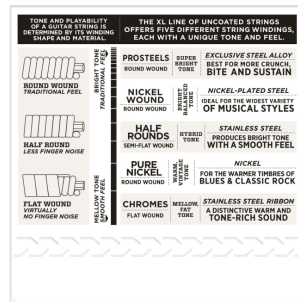 TONE AND PLAYABILITY
OF A GUITAR STRING IS
DETERMINED BY ITS WINDING
SHAPE AND MATERIAL.
THE XL LINE OF UNCOATED STRINGS
OFFERS FIVE DIFFERENT STRING WINDINGS,
EACH WITH A UNIQUE TONE AND FEEL.
ROUND WOUND
TRADITIONAL FEEL
HALF ROUND
LESS FINGER NOISE
FLAT WOUND
VIRTUALLY
NO FINGER NOISE
BRIGHT TONE
TRADITIONAL FEEL
MELLOW TONE
SMOOTH FEEL
PROSTEELS
ROUND WOUND
SUPER
BRIGHT
TONE
EXCLUSIVE STEEL ALLOY
BEST FOR MORE CRUNCH,
BITE AND SUSTAIN
NICKEL
WOUND
ROUND WOUND
BRIGHT
BALANCED
TONE
NICKEL-PLATED STEEL
IDEAL FOR THE WIDEST VARIETY
OF MUSICAL STYLES
HALF
ROUNDS
SEMI-FLAT WOUND
HYBRID
TONE
STAINLESS STEEL
PRODUCES BRIGHT TONE
WITH A SMOOTH FEEL
PURE
NICKEL
ROUND WOUND
WARM,
VINTAGE
TONE
NICKEL
FOR THE WARMER TIMBRES OF
BLUES & CLASSIC ROCK
CHROMES
FLAT WOUND
MELLOW,
FAT
TONE
STAINLESS STEEL RIBBON
A DISTINCTIVE WARM AND
TONE-RICH SOUND